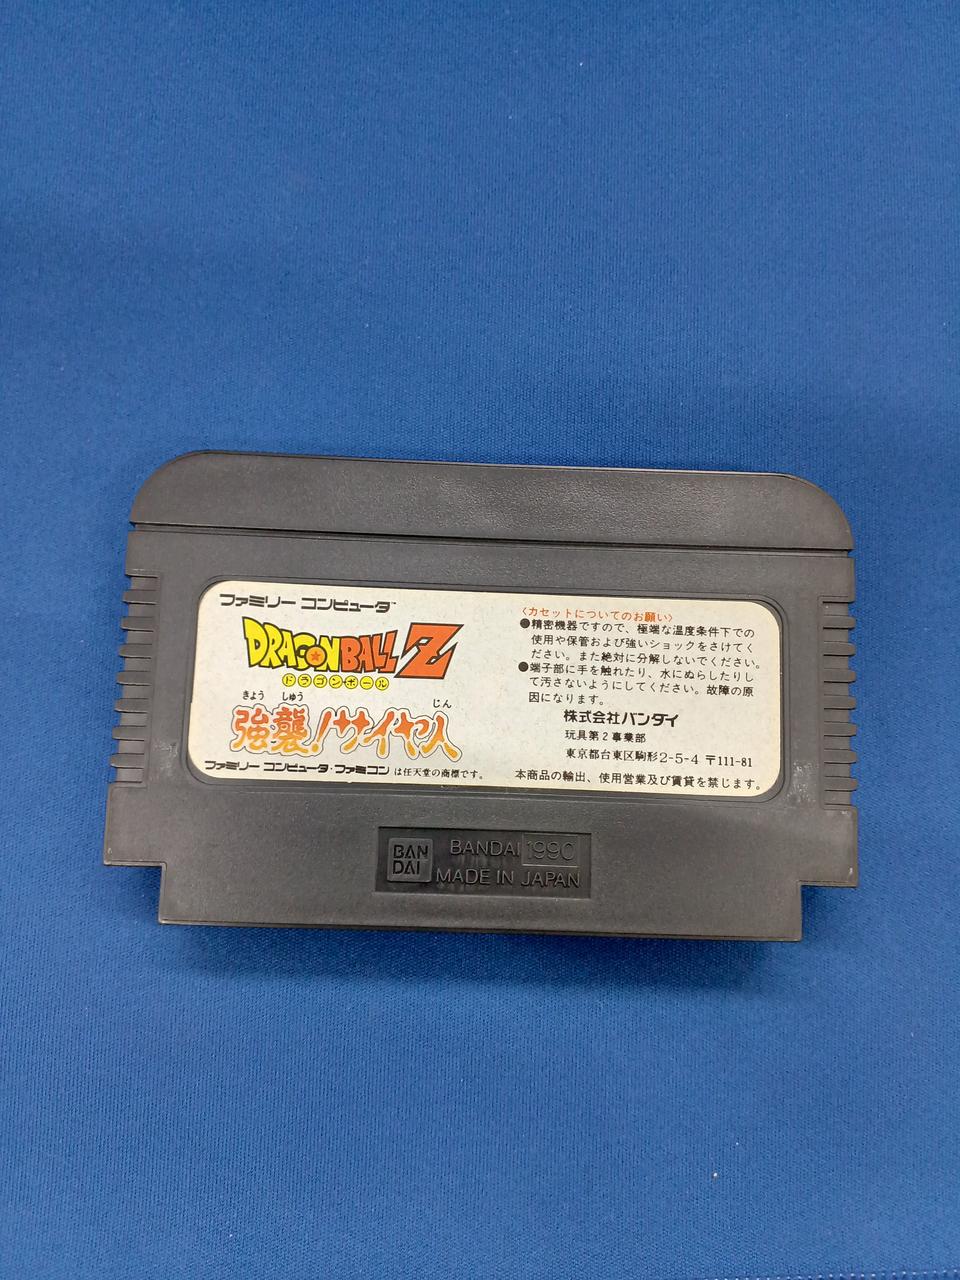 ファミリー コンピュータ™
DRAGON BALL Z
ドラゴンボール
きょう しゅう じん
強襲!サイヤ人
ファミリー コンピュータ・ファミコン は任天堂の商標です。
〈カセットについてのお願い〉
●精密機器ですので、極端な温度条件下での
使用や保管および強いショックをさけてく
ださい。また絶対に分解しないでください。
●端子部に手を触れたり、水にぬらしたりし
て汚さないようにしてください。故障の原
因になります。
株式会社バンダイ
玩具第2事業部
東京都台東区駒形2-5-4 〒111-81
本商品の輸出、使用営業及び賃貸を禁じます。
BAN
DAI
BANDAI 1990
MADE IN JAPAN